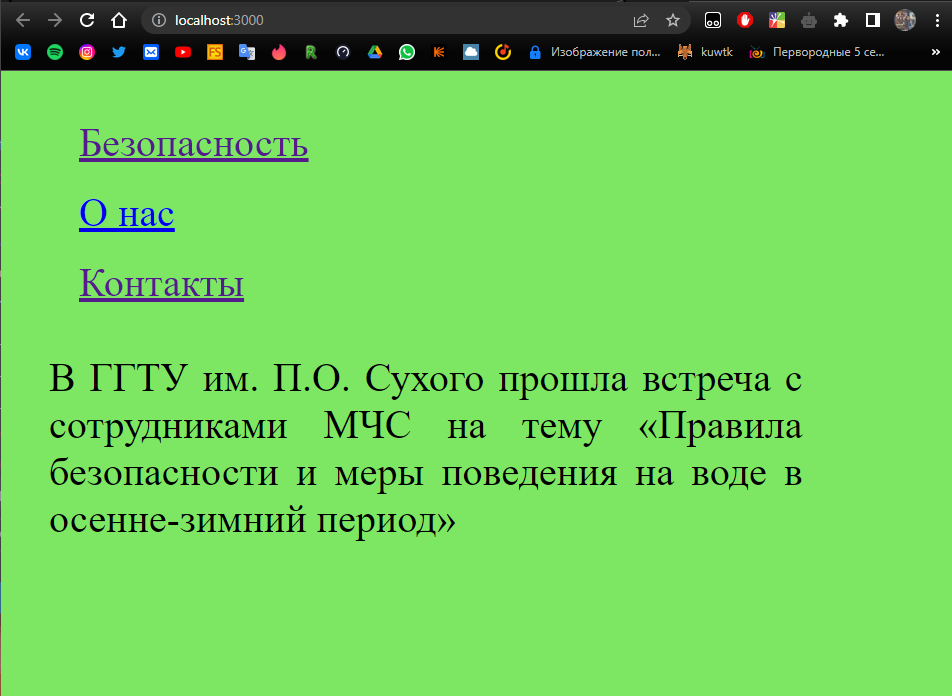 localhost:3000
Изображение пол... kuwtk Первородные 5 се... »
Безопасность
О нас
Контакты
В ГГТУ им. П.О. Сухого прошла встреча с
сотрудниками МЧС на тему «Правила
безопасности и меры поведения на воде в
осенне-зимний период»